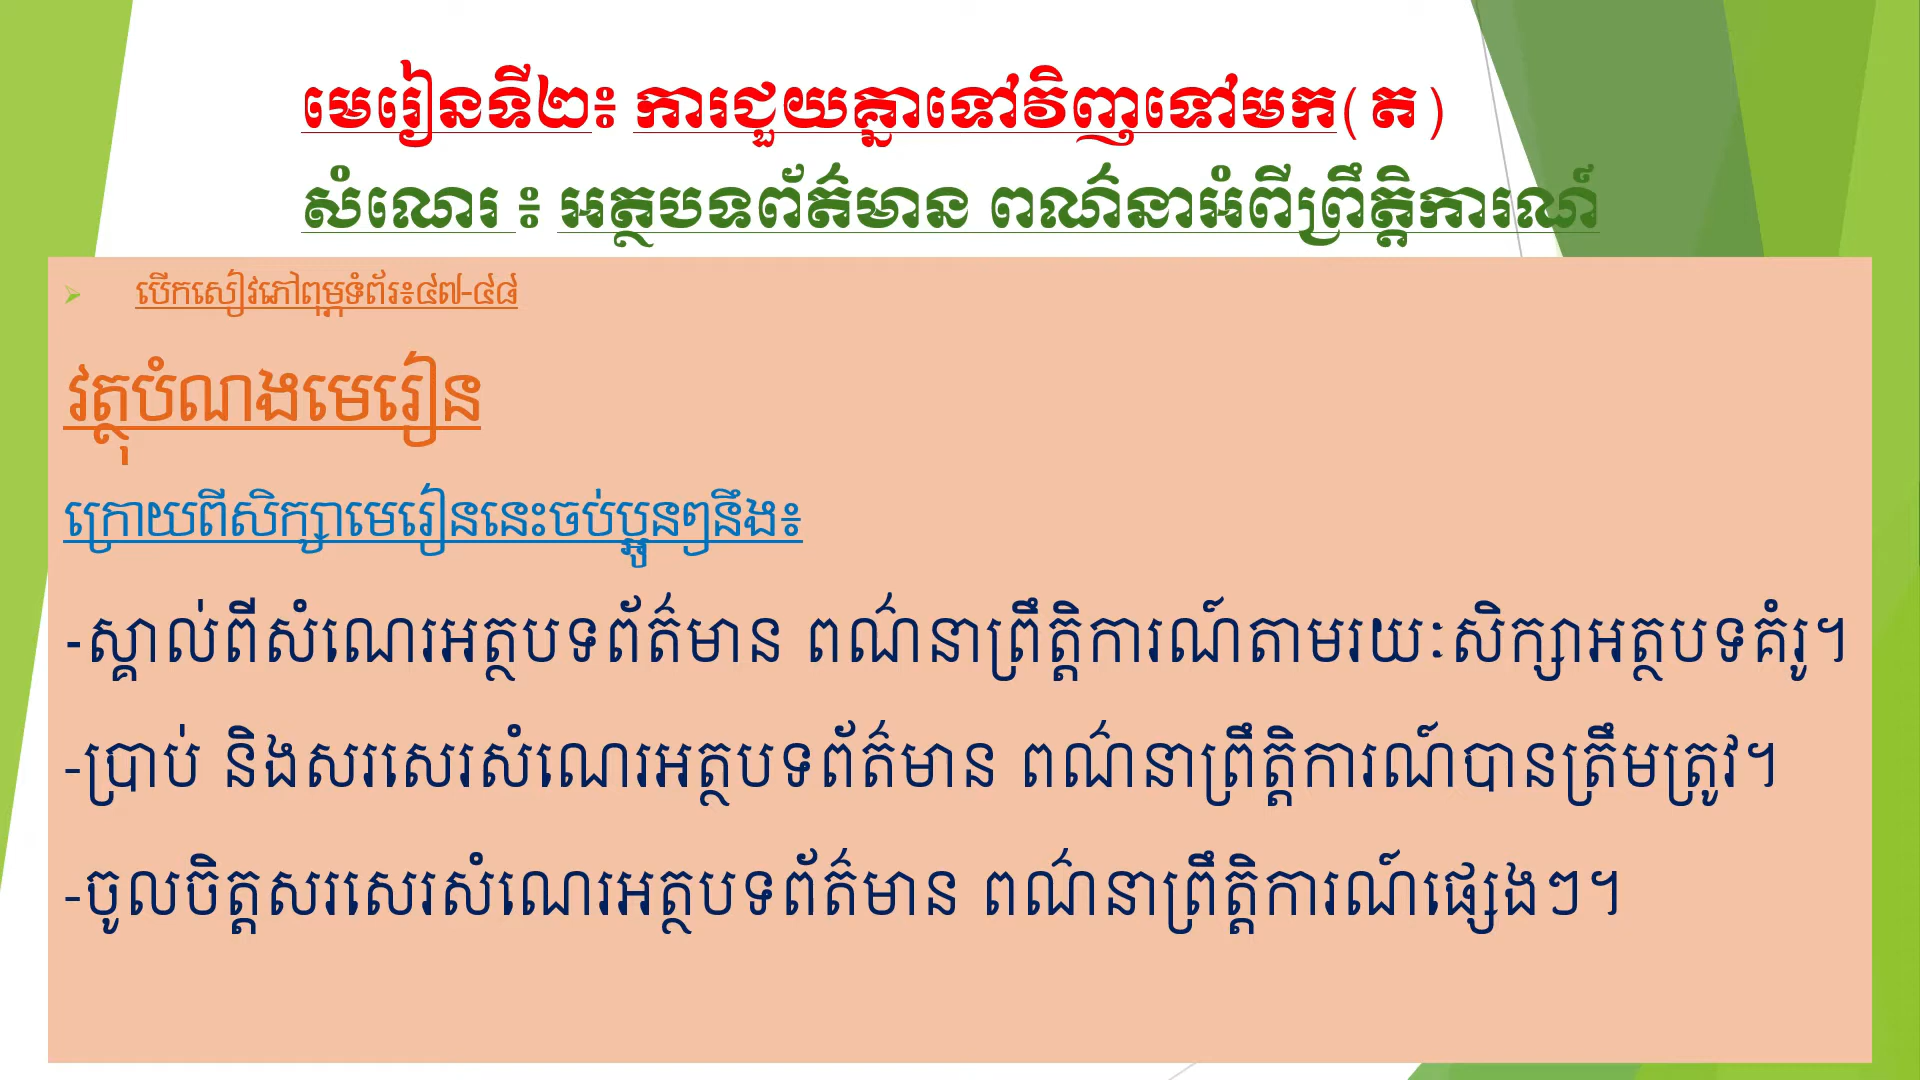 មេរៀនទី២៖ ការជួយគ្នាទៅវិញទៅមក(ត)
សំណេរ ៖ អត្ថបទព័ត៌មាន ពណ៌នាអំពីព្រឹត្តិការណ៍
បើកសៀវភៅពុម្ភទំព័រ៖៤៧-៤៨
វត្ថុបំណងមេរៀន
ក្រោយពីសិក្សាមេរៀននេះចប់ប្អូនៗនឹង៖
-ស្គាល់ពីសំណេរអត្ថបទព័ត៌មាន ពណ៌នាព្រឹត្តិការណ៍តាមរយៈសិក្សាអត្ថបទគំរូ។
-ប្រាប់ និងសរសេរសំណេរអត្ថបទព័ត៌មាន ពណ៌នាព្រឹត្តិការណ៍បានត្រឹមត្រូវ។
-ចូលចិត្តសរសេរសំណេរអត្ថបទព័ត៌មាន ពណ៌នាព្រឹត្តិការណ៍ផ្សេងៗ។